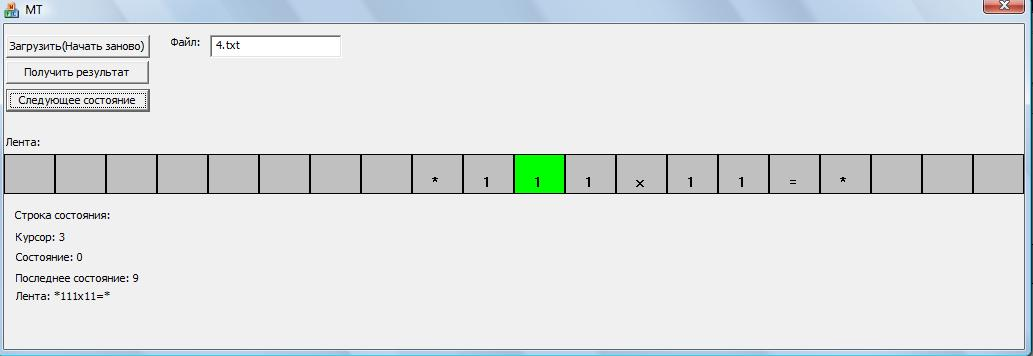 МТ
Загрузить(Начать заново)
Файл: 4.txt
Получить результат
Следующее состояние
Лента:
* 1 1 1 x 1 1 = *
Строка состояния:
Курсор: 3
Состояние: 0
Последнее состояние: 9
Лента: *111x11=*